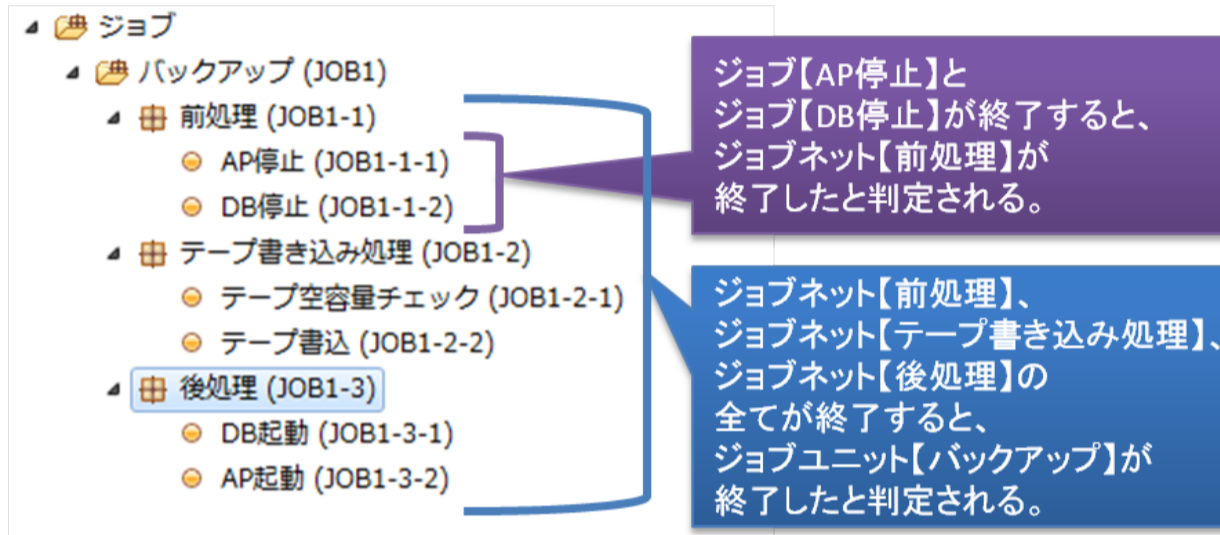 ジョブ
バックアップ (JOB1)
前処理 (JOB1-1)
AP停止 (JOB1-1-1)
DB停止 (JOB1-1-2)
テープ書き込み処理 (JOB1-2)
テープ空容量チェック (JOB1-2-1)
テープ書込 (JOB1-2-2)
後処理 (JOB1-3)
DB起動 (JOB1-3-1)
AP起動 (JOB1-3-2)
ジョブ【AP停止】と
ジョブ【DB停止】が終了すると、
ジョブネット【前処理】が
終了したと判定される。
ジョブネット【前処理】、
ジョブネット【テープ書き込み処理】、
ジョブネット【後処理】の
全てが終了すると、
ジョブユニット【バックアップ】が
終了したと判定される。